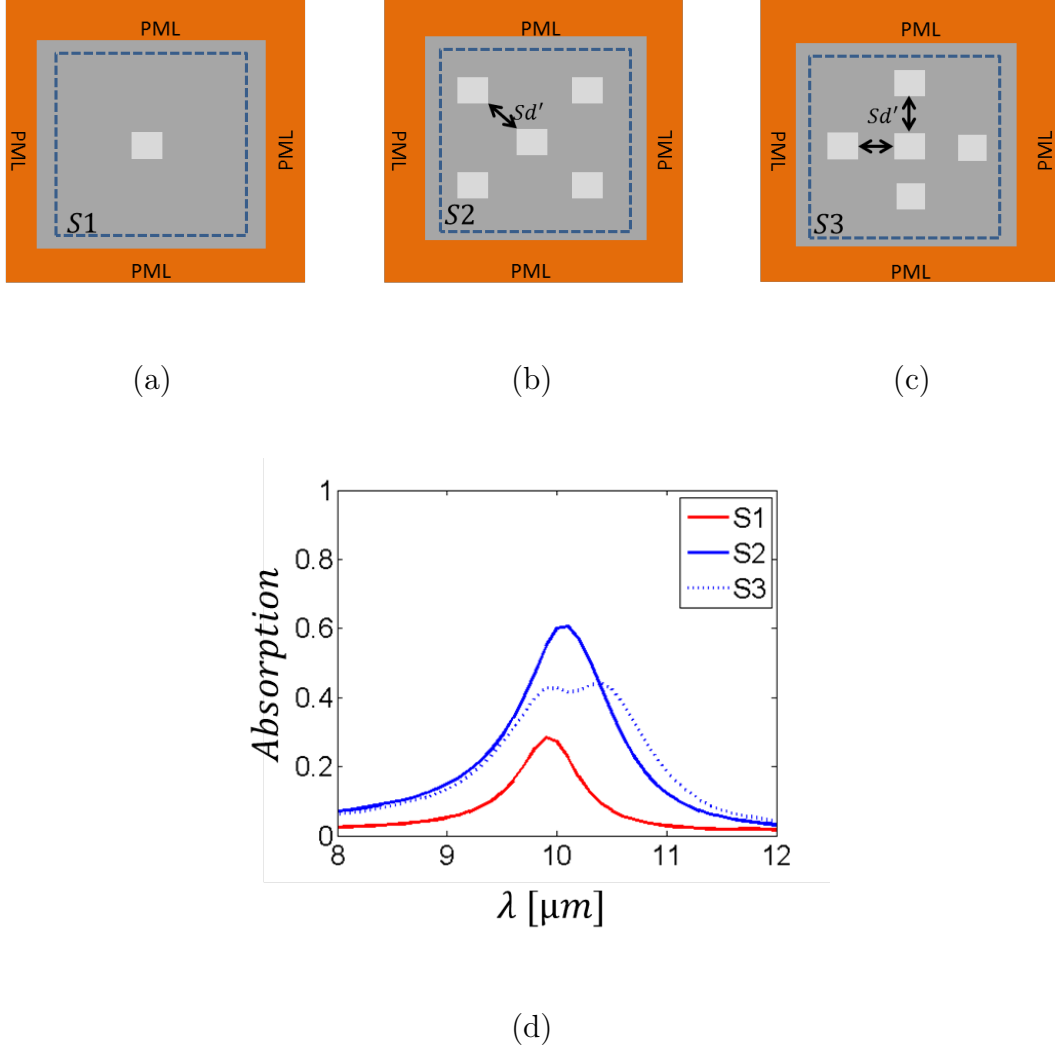 PML
PML
PML
PML
S1
PML
PML
PML
PML
Sd′
S2
PML
PML
PML
PML
Sd′
S3
(a)
(b)
(c)
Absorption
1
0.8
0.6
0.4
0.2
0
8
9
10
11
12
S1
S2
S3
λ [μm]
(d)